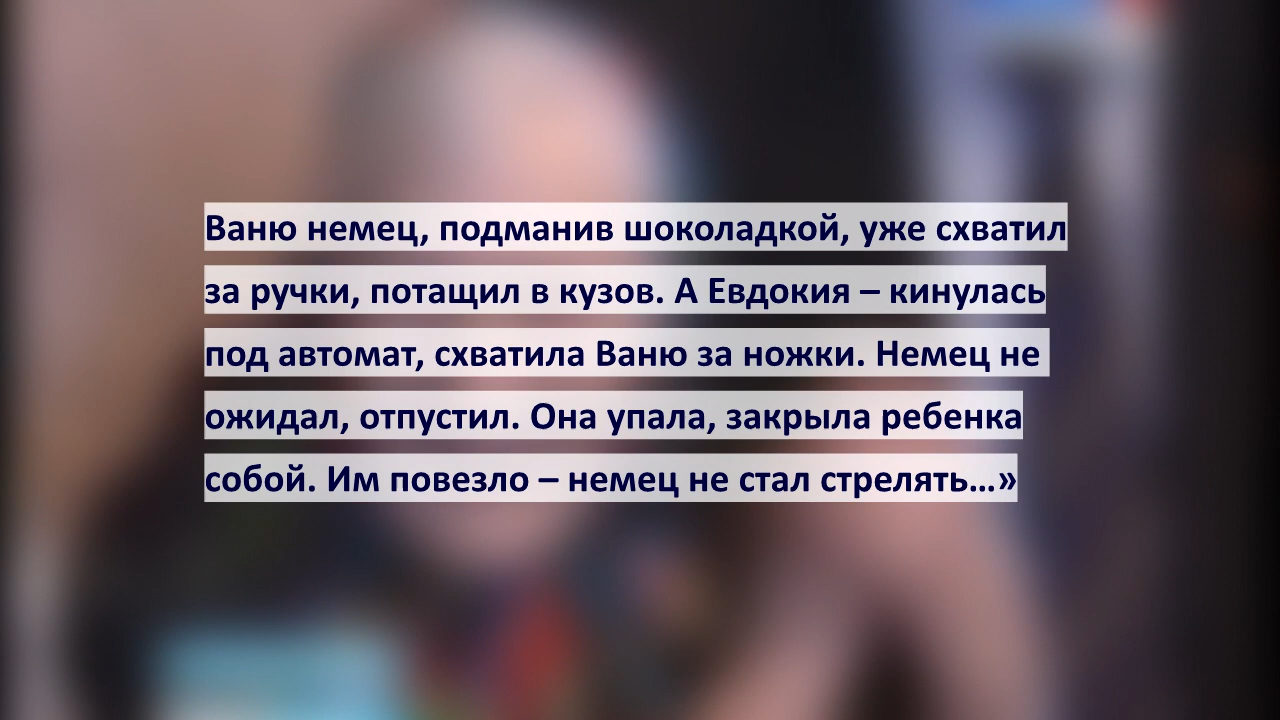 Ваню немец, подманив шоколадкой, уже схватил
за ручки, потащил в кузов. А Евдокия – кинулась
под автомат, схватила Ваню за ножки. Немец не
ожидал, отпустил. Она упала, закрыла ребенка
собой. Им повезло – немец не стал стрелять…»